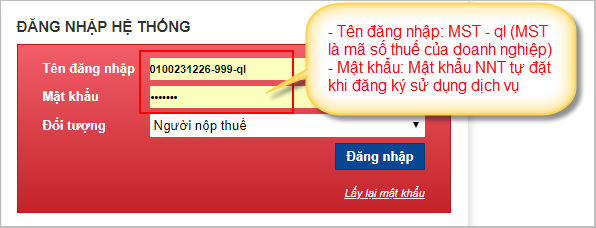 ĐĂNG NHẬP HỆ THỐNG
Tên đăng nhập 0100231226-999-ql
Mật khẩu •••••••
Đối tượng Người nộp thuế
Đăng nhập
Lấy lại mật khẩu
- Tên đăng nhập: MST - ql (MST
là mã số thuế của doanh nghiệp)
- Mật khẩu: Mật khẩu NNT tự đặt
khi đăng ký sử dụng dịch vụ